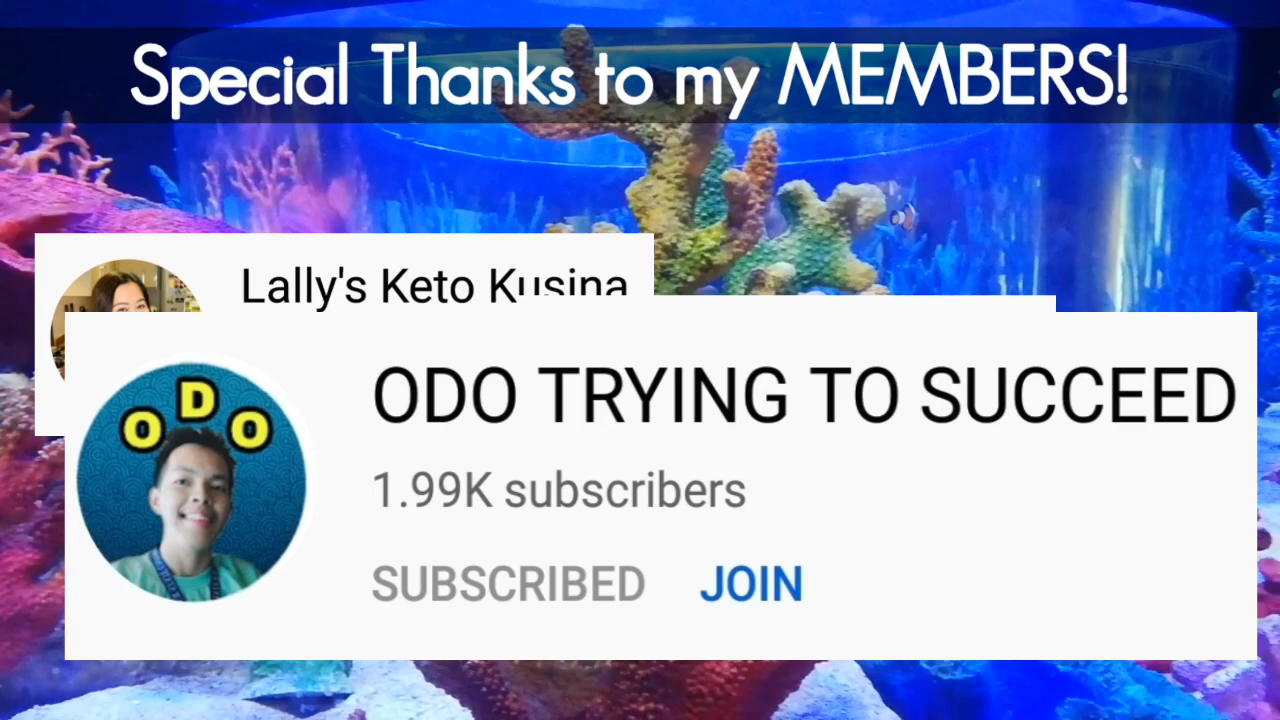 Special Thanks to my MEMBERS!
Lally's Keto Kusina
ODO
ODO TRYING TO SUCCEED
1.99K subscribers
SUBSCRIBED JOIN